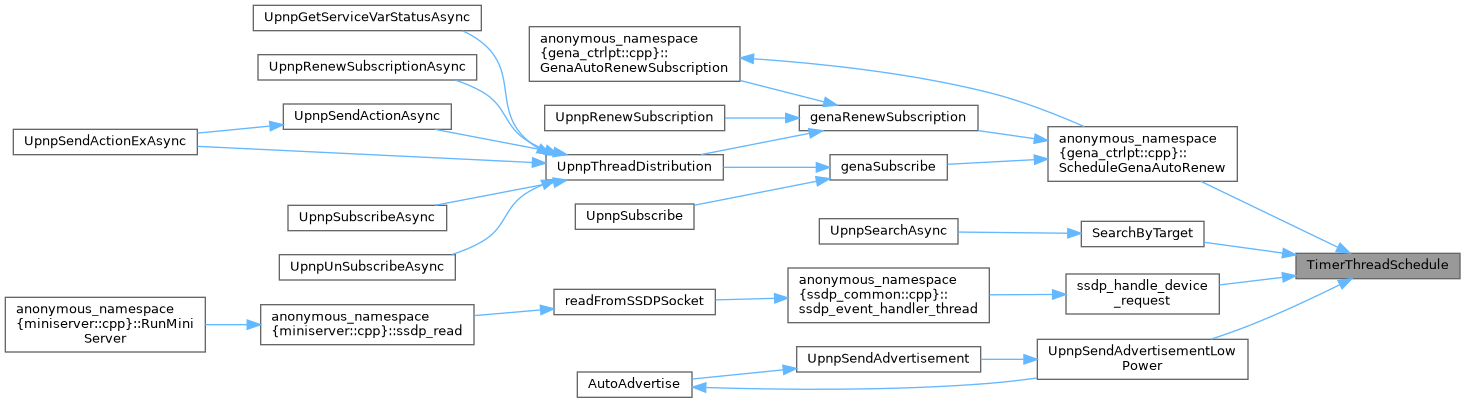 UpnpGetServiceVarStatusAsync
UpnpRenewSubscriptionAsync
UpnpSendActionAsync
UpnpSendActionExAsync
UpnpSubscribeAsync
UpnpUnSubscribeAsync
anonymous_namespace
{gena_ctrlpt::cpp}::
GenaAutoRenewSubscription
UpnpRenewSubscription
genaRenewSubscription
UpnpThreadDistribution
genaSubscribe
UpnpSubscribe
anonymous_namespace
{gena_ctrlpt::cpp}::
ScheduleGenaAutoRenew
UpnpSearchAsync
SearchByTarget
TimerThreadSchedule
anonymous_namespace
{miniserver::cpp}::RunMini
Server
anonymous_namespace
{miniserver::cpp}::ssdp_read
readFromSSDPSocket
anonymous_namespace
{ssdp_common::cpp}::
ssdp_event_handler_thread
ssdp_handle_device
_request
AutoAdvertise
UpnpSendAdvertisement
UpnpSendAdvertisementLow
Power